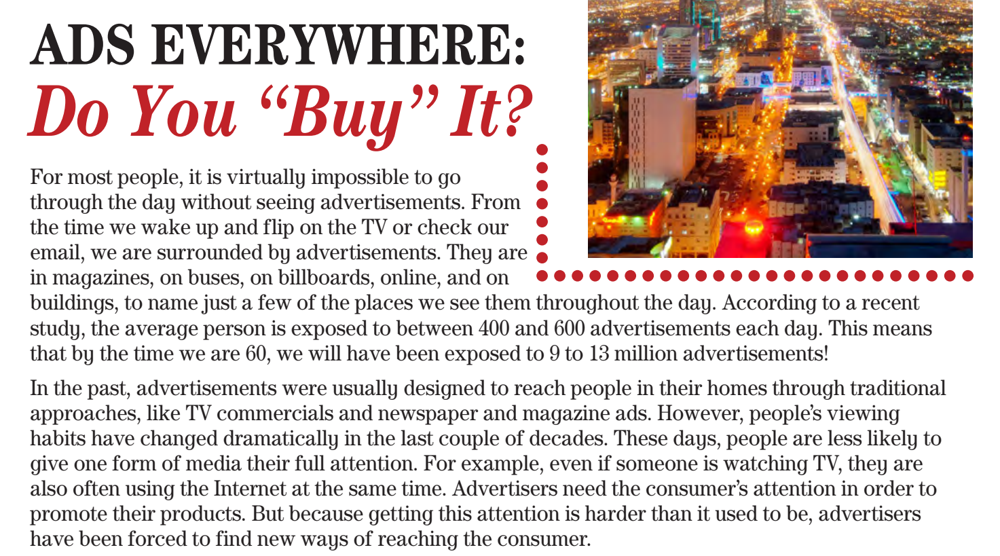 ADS EVERYWHERE:
Do You “Buy” It?
For most people, it is virtually impossible to go
through the day without seeing advertisements. From
the time we wake up and flip on the TV or check our
email, we are surrounded by advertisements. They are
in magazines, on buses, on billboards, online, and on
buildings, to name just a few of the places we see them throughout the day. According to a recent
study, the average person is exposed to between 400 and 600 advertisements each day. This means
that by the time we are 60, we will have been exposed to 9 to 13 million advertisements!
In the past, advertisements were usually designed to reach people in their homes through traditional
approaches, like TV commercials and newspaper and magazine ads. However, people’s viewing
habits have changed dramatically in the last couple of decades. These days, people are less likely to
give one form of media their full attention. For example, even if someone is watching TV, they are
also often using the Internet at the same time. Advertisers need the consumer’s attention in order to
promote their products. But because getting this attention is harder than it used to be, advertisers
have been forced to find new ways of reaching the consumer.